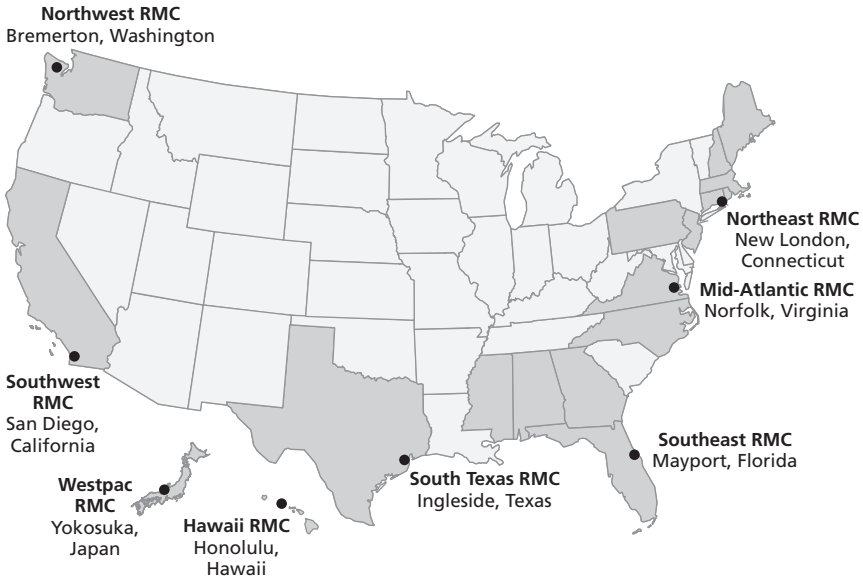 Northwest RMC
Bremerton, Washington
Northeast RMC
New London,
Connecticut
Mid-Atlantic RMC
Norfolk, Virginia
Southwest
RMC
San Diego,
California
Southeast RMC
Mayport, Florida
South Texas RMC
Ingleside, Texas
Westpac
RMC
Yokosuka,
Japan
Hawaii RMC
Honolulu,
Hawaii